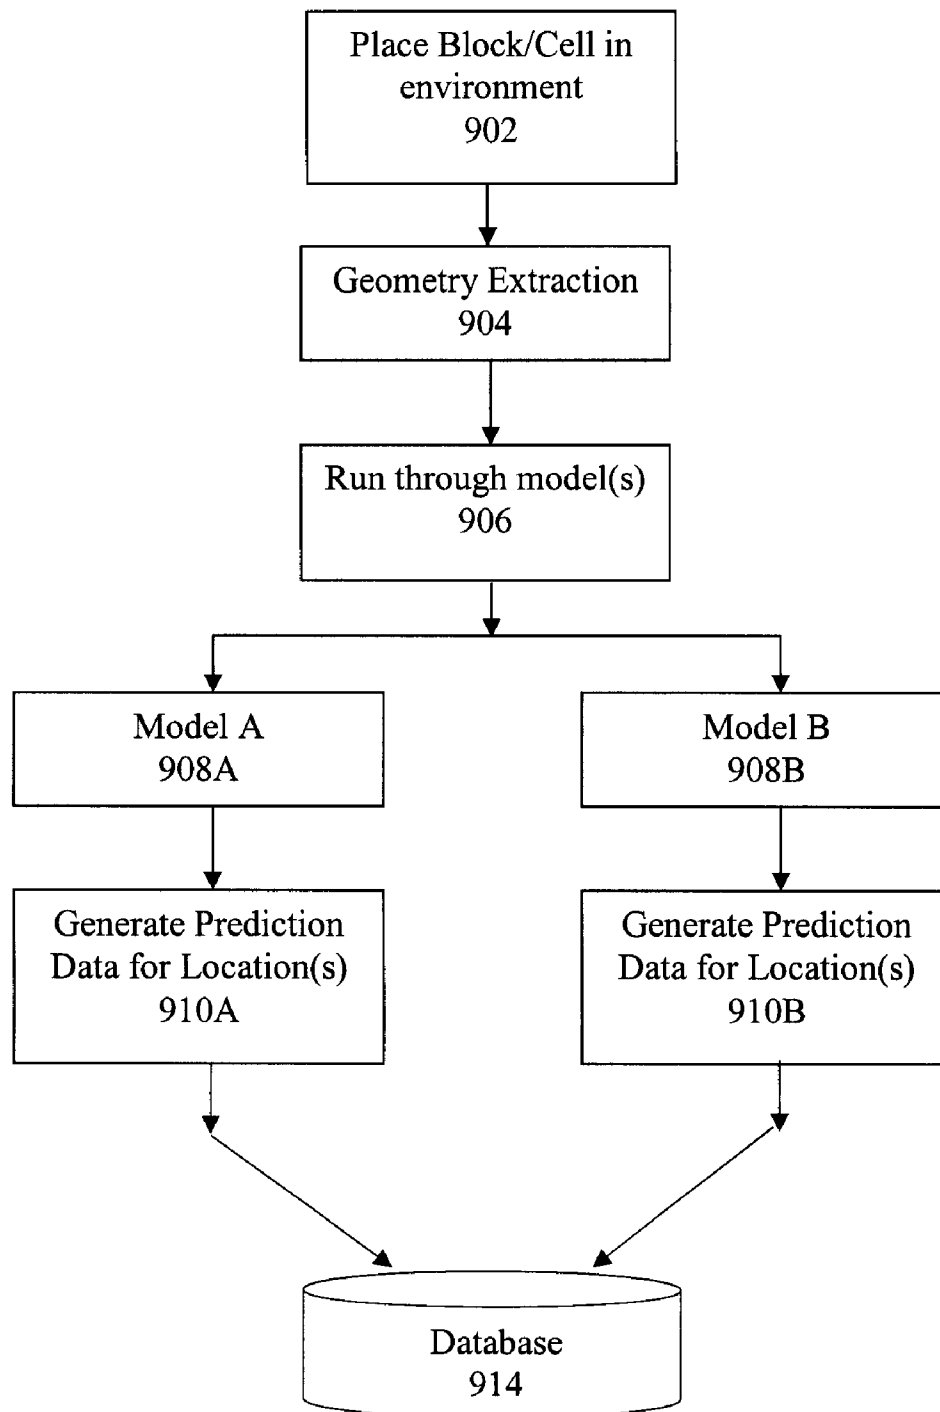 Place Block/Cell in
environment
902
Geometry Extraction
904
Run through model(s)
906
Model A
908A
Model B
908B
Generate Prediction
Data for Location(s)
910A
Generate Prediction
Data for Location(s)
910B
Database
914